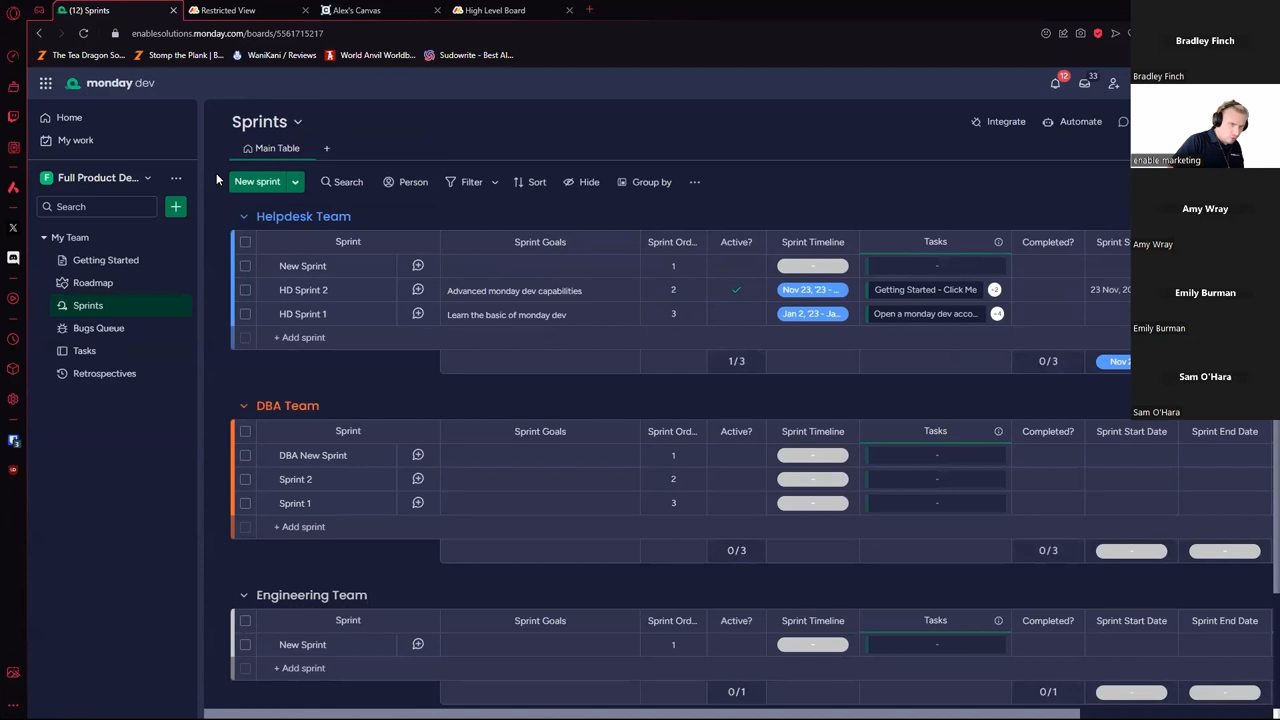 (12) Sprints
Restricted View
Alex's Canvas
High Level Board
enablesolutions.monday.com/boards/5561715217
The Tea Dragon So...
Stomp the Plank | B...
WaniKani / Reviews
World Anvil Worldb...
Sudowrite - Best AI...
monday dev
12
33
Home
My work
F Full Product De...
Search
My Team
Getting Started
Roadmap
Sprints
Bugs Queue
Tasks
Retrospectives
Sprints
Integrate
Automate
Main Table
New sprint
Search
Person
Filter
Sort
Hide
Group by
Helpdesk Team
Sprint Sprint Goals Sprint Ord... Active? Sprint Timeline Tasks Completed? Sprint S
New Sprint 1 - -
HD Sprint 2 Advanced monday dev capabilities 2 Nov 23, '23 - ... Getting Started - Click Me +2 23 Nov, 20
HD Sprint 1 Learn the basic of monday dev 3 Jan 2, '23 - Ja... Open a monday dev acco... +4
+ Add sprint
1 / 3 0 / 3 Nov 2
DBA Team
Sprint Sprint Goals Sprint Ord... Active? Sprint Timeline Tasks Completed? Sprint Start Date Sprint End Date
DBA New Sprint 1 - -
Sprint 2 2 - -
Sprint 1 3 - -
+ Add sprint
0 / 3 0 / 3 - -
Engineering Team
Sprint Sprint Goals Sprint Ord... Active? Sprint Timeline Tasks Completed? Sprint Start Date Sprint End Date
New Sprint 1 - -
+ Add sprint
0 / 1 0 / 1 - -
Bradley Finch
Bradley Finch
enable marketing
Amy Wray
Amy Wray
Emily Burman
Emily Burman
Sam O'Hara
Sam O'Hara